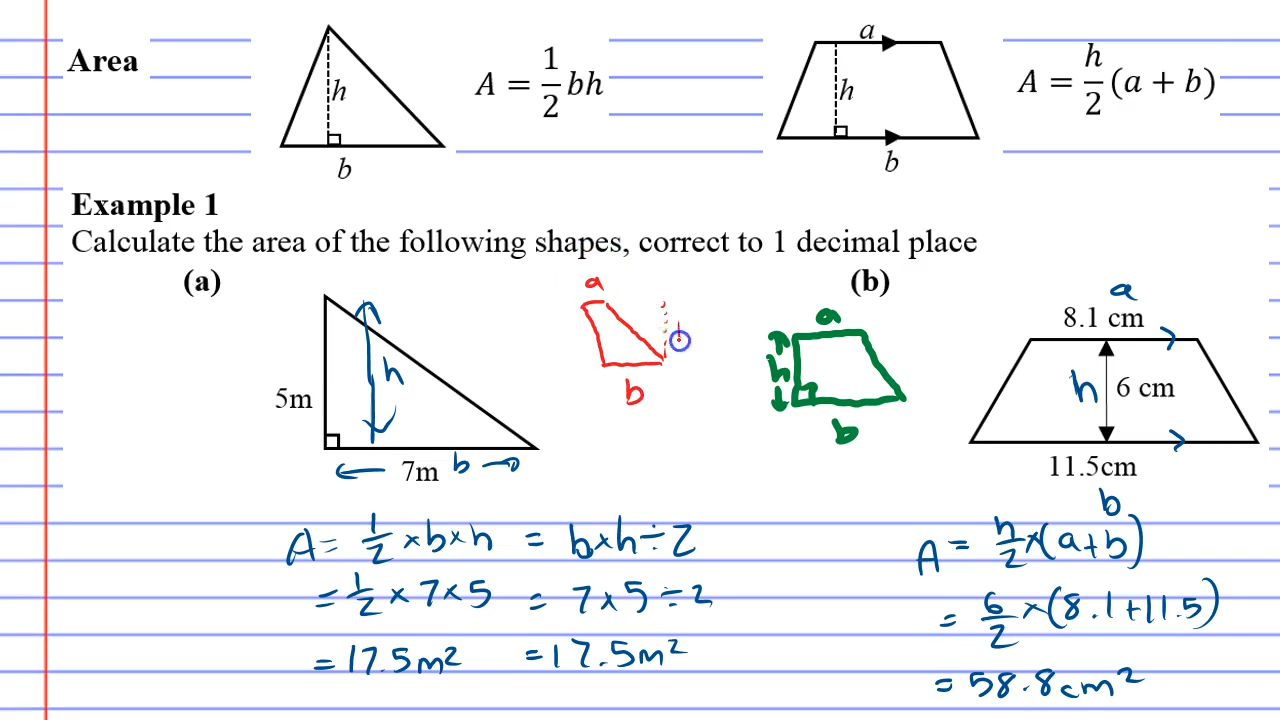 Area
h
b
A = 1/2 bh
a
h
b
A = h/2 (a + b)
Example 1
Calculate the area of the following shapes, correct to 1 decimal place
(a)
(b)
5m
h
7m b
a
b
a
h
b
a
8.1 cm
h 6 cm
11.5cm
b
A = 1/2 × b × h = b × h ÷ 2
= 1/2 × 7 × 5 = 7 × 5 ÷ 2
= 17.5m² = 17.5m²
A = h/2 × (a + b)
= 6/2 × (8.1 + 11.5)
= 58.8cm²